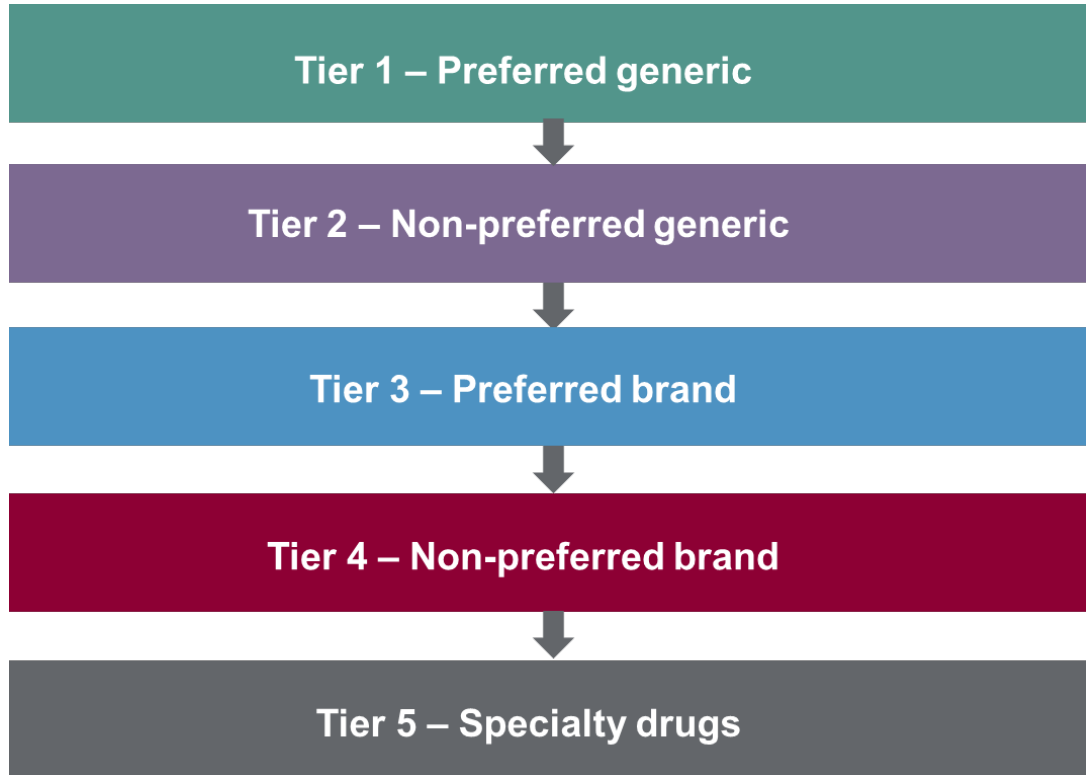 Tier 1 – Preferred generic
Tier 2 – Non-preferred generic
Tier 3 – Preferred brand
Tier 4 – Non-preferred brand
Tier 5 – Specialty drugs